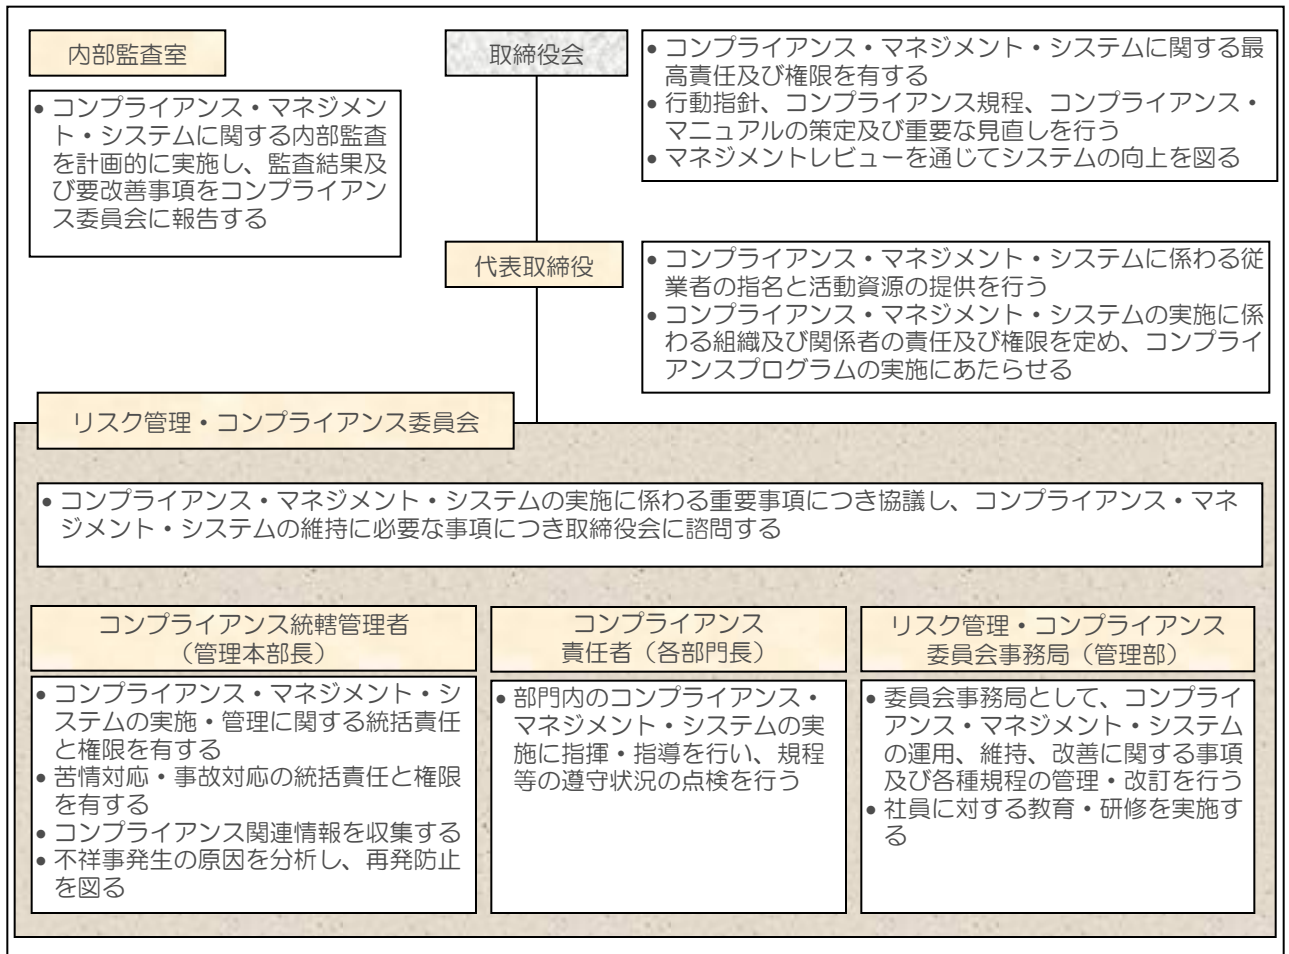 内部監査室
● コンプライアンス・マネジメン
ト・システムに関する内部監査
を計画的に実施し、監査結果及
び要改善事項をコンプライアン
ス委員会に報告する
取締役会
● コンプライアンス・マネジメント・システムに関する最
高責任及び権限を有する
● 行動指針、コンプライアンス規程、コンプライアンス・
マニュアルの策定及び重要な見直しを行う
● マネジメントレビューを通じてシステムの向上を図る
代表取締役
● コンプライアンス・マネジメント・システムに係わる従
業者の指名と活動資源の提供を行う
● コンプライアンス・マネジメント・システムの実施に係
わる組織及び関係者の責任及び権限を定め、コンプライ
アンスプログラムの実施にあたらせる
リスク管理・コンプライアンス委員会
● コンプライアンス・マネジメント・システムの実施に係わる重要事項につき協議し、コンプライアンス・マネ
ジメント・システムの維持に必要な事項につき取締役会に諮問する
コンプライアンス統轄管理者
（管理本部長）
● コンプライアンス・マネジメント・シ
ステムの実施・管理に関する統括責任
と権限を有する
● 苦情対応・事故対応の統括責任と権限
を有する
● コンプライアンス関連情報を収集する
● 不祥事発生の原因を分析し、再発防止
を図る
コンプライアンス
責任者（各部門長）
● 部門内のコンプライアンス・
マネジメント・システムの実
施に指揮・指導を行い、規程
等の遵守状況の点検を行う
リスク管理・コンプライアンス
委員会事務局（管理部）
● 委員会事務局として、コンプライ
アンス・マネジメント・システム
の運用、維持、改善に関する事項
及び各種規程の管理・改訂を行う
● 社員に対する教育・研修を実施す
る